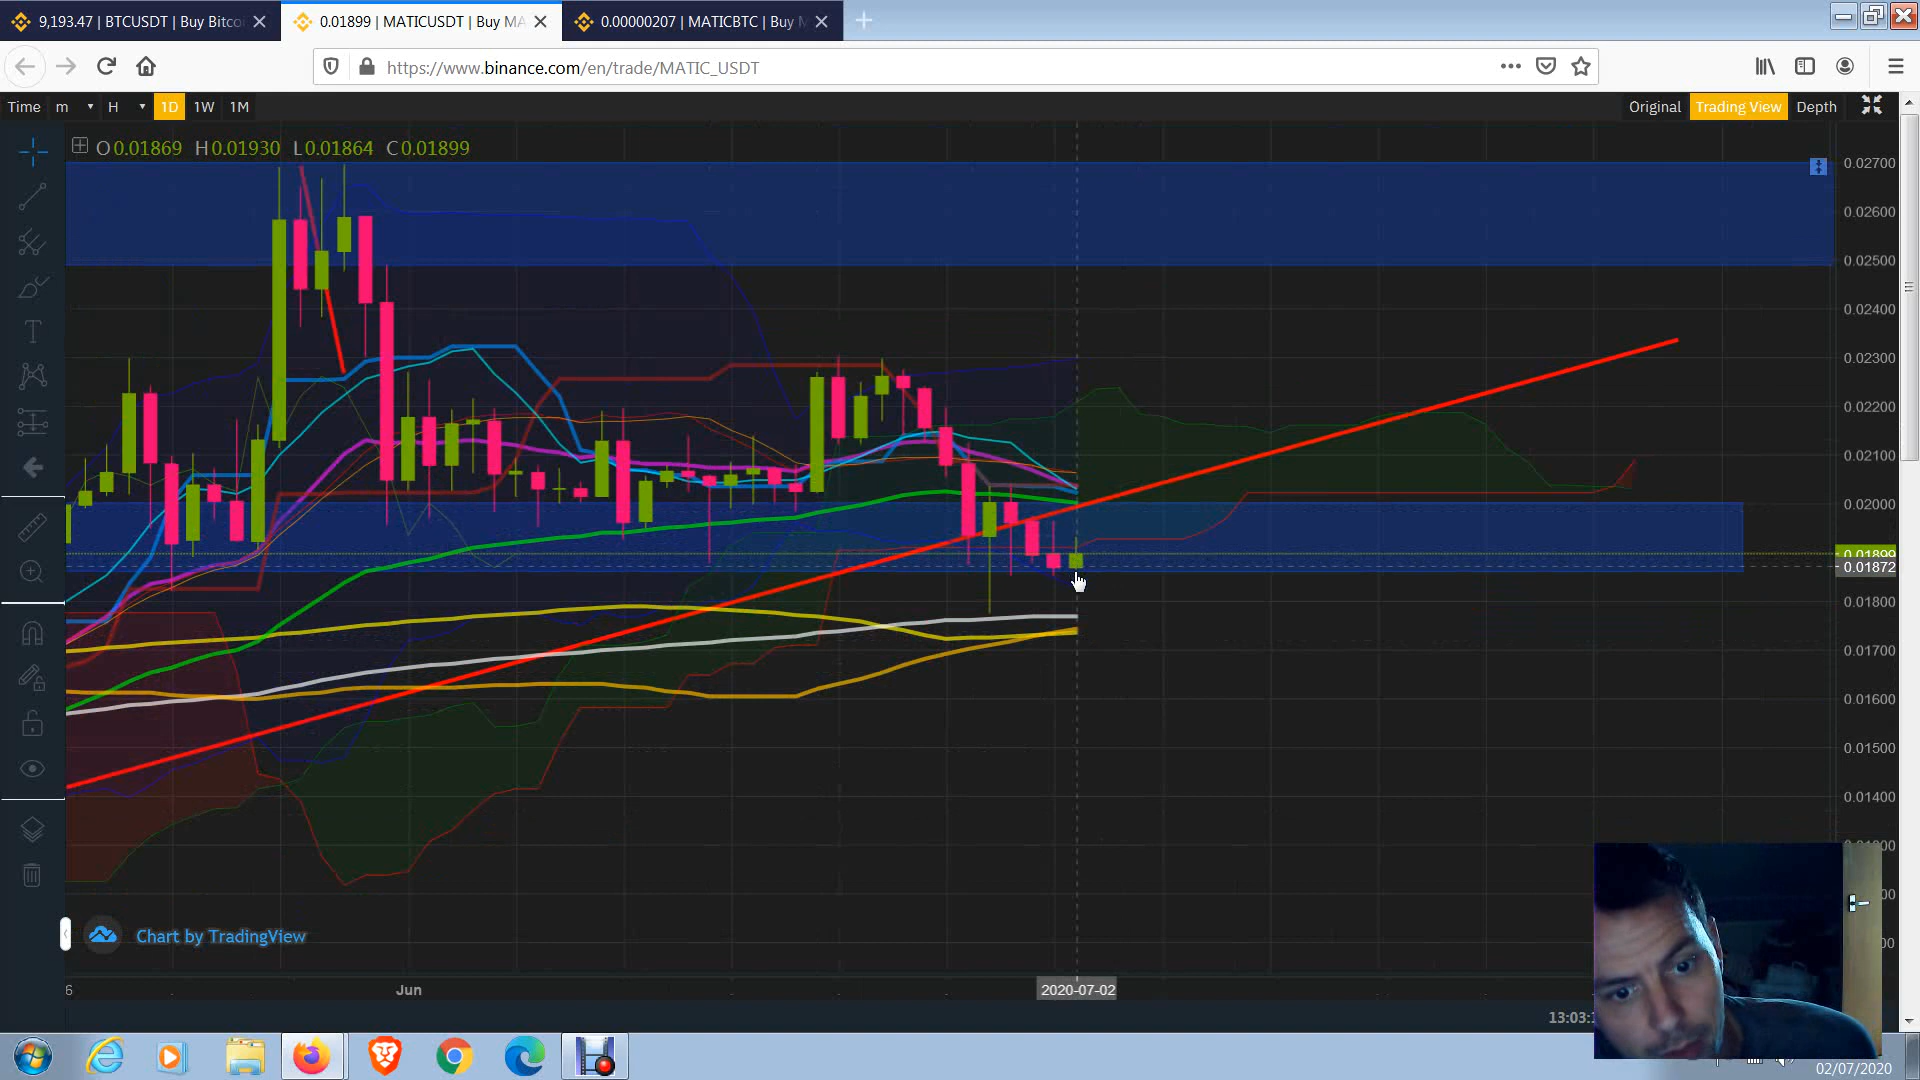 9,193.47 | BTCUSDT | Buy Bitcoi
0.01899 | MATICUSDT | Buy MA
0.00000207 | MATICBTC | Buy M
https://www.binance.com/en/trade/MATIC_USDT
Time m H 1D 1W 1M
Original Trading View Depth
O 0.01869 H 0.01930 L 0.01864 C 0.01899
0.02700
0.02600
0.02500
0.02400
0.02300
0.02200
0.02100
0.02000
0.01899
0.01872
0.01800
0.01700
0.01600
0.01500
0.01400
Chart by TradingView
6 Jun 2020-07-02
02/07/2020